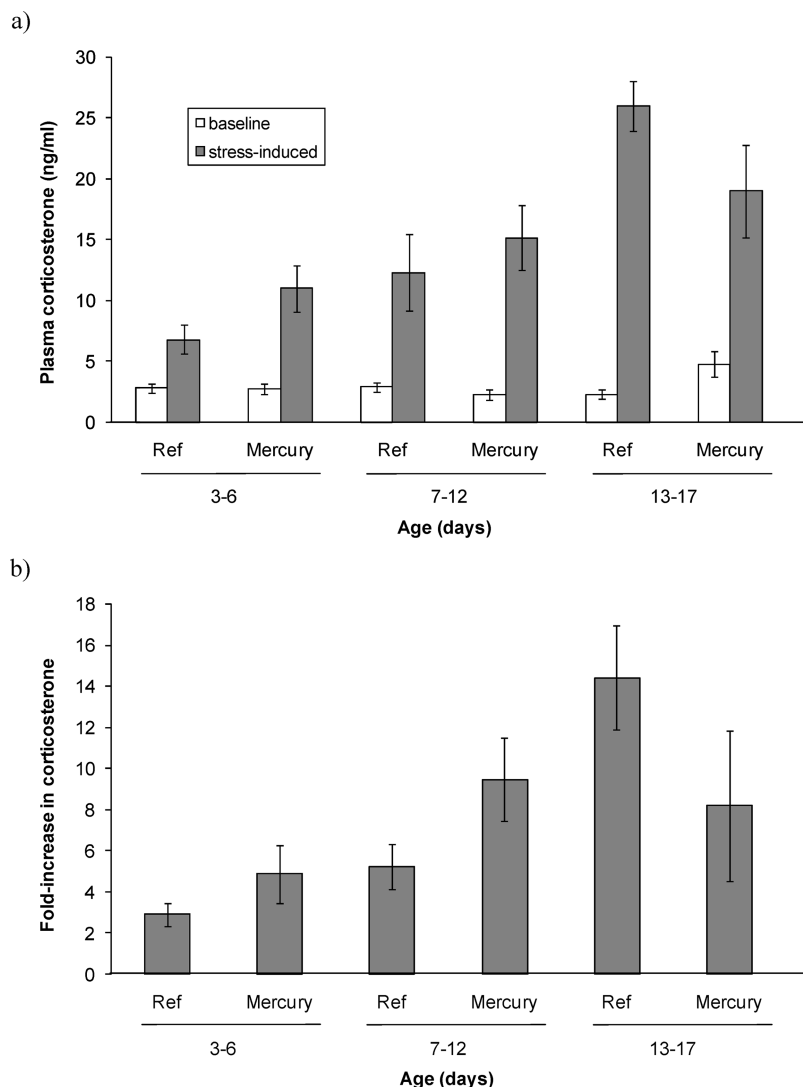 a)
Plasma corticosterone (ng/ml)
30
25
20
15
10
5
0
baseline
stress-induced
Ref Mercury Ref Mercury Ref Mercury
3-6 7-12 13-17
Age (days)
b)
Fold-increase in corticosterone
18
16
14
12
10
8
6
4
2
0
Ref Mercury Ref Mercury Ref Mercury
3-6 7-12 13-17
Age (days)